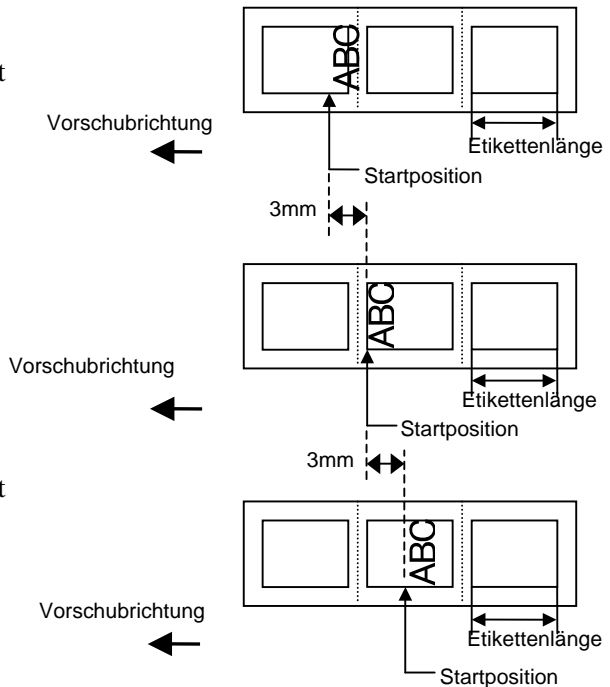 ABC
t
Vorschubrichtung
Etikettenlänge
Startposition
3mm
ABC
Vorschubrichtung
Etikettenlänge
Startposition
3mm
t
ABC
Vorschubrichtung
Etikettenlänge
Startposition